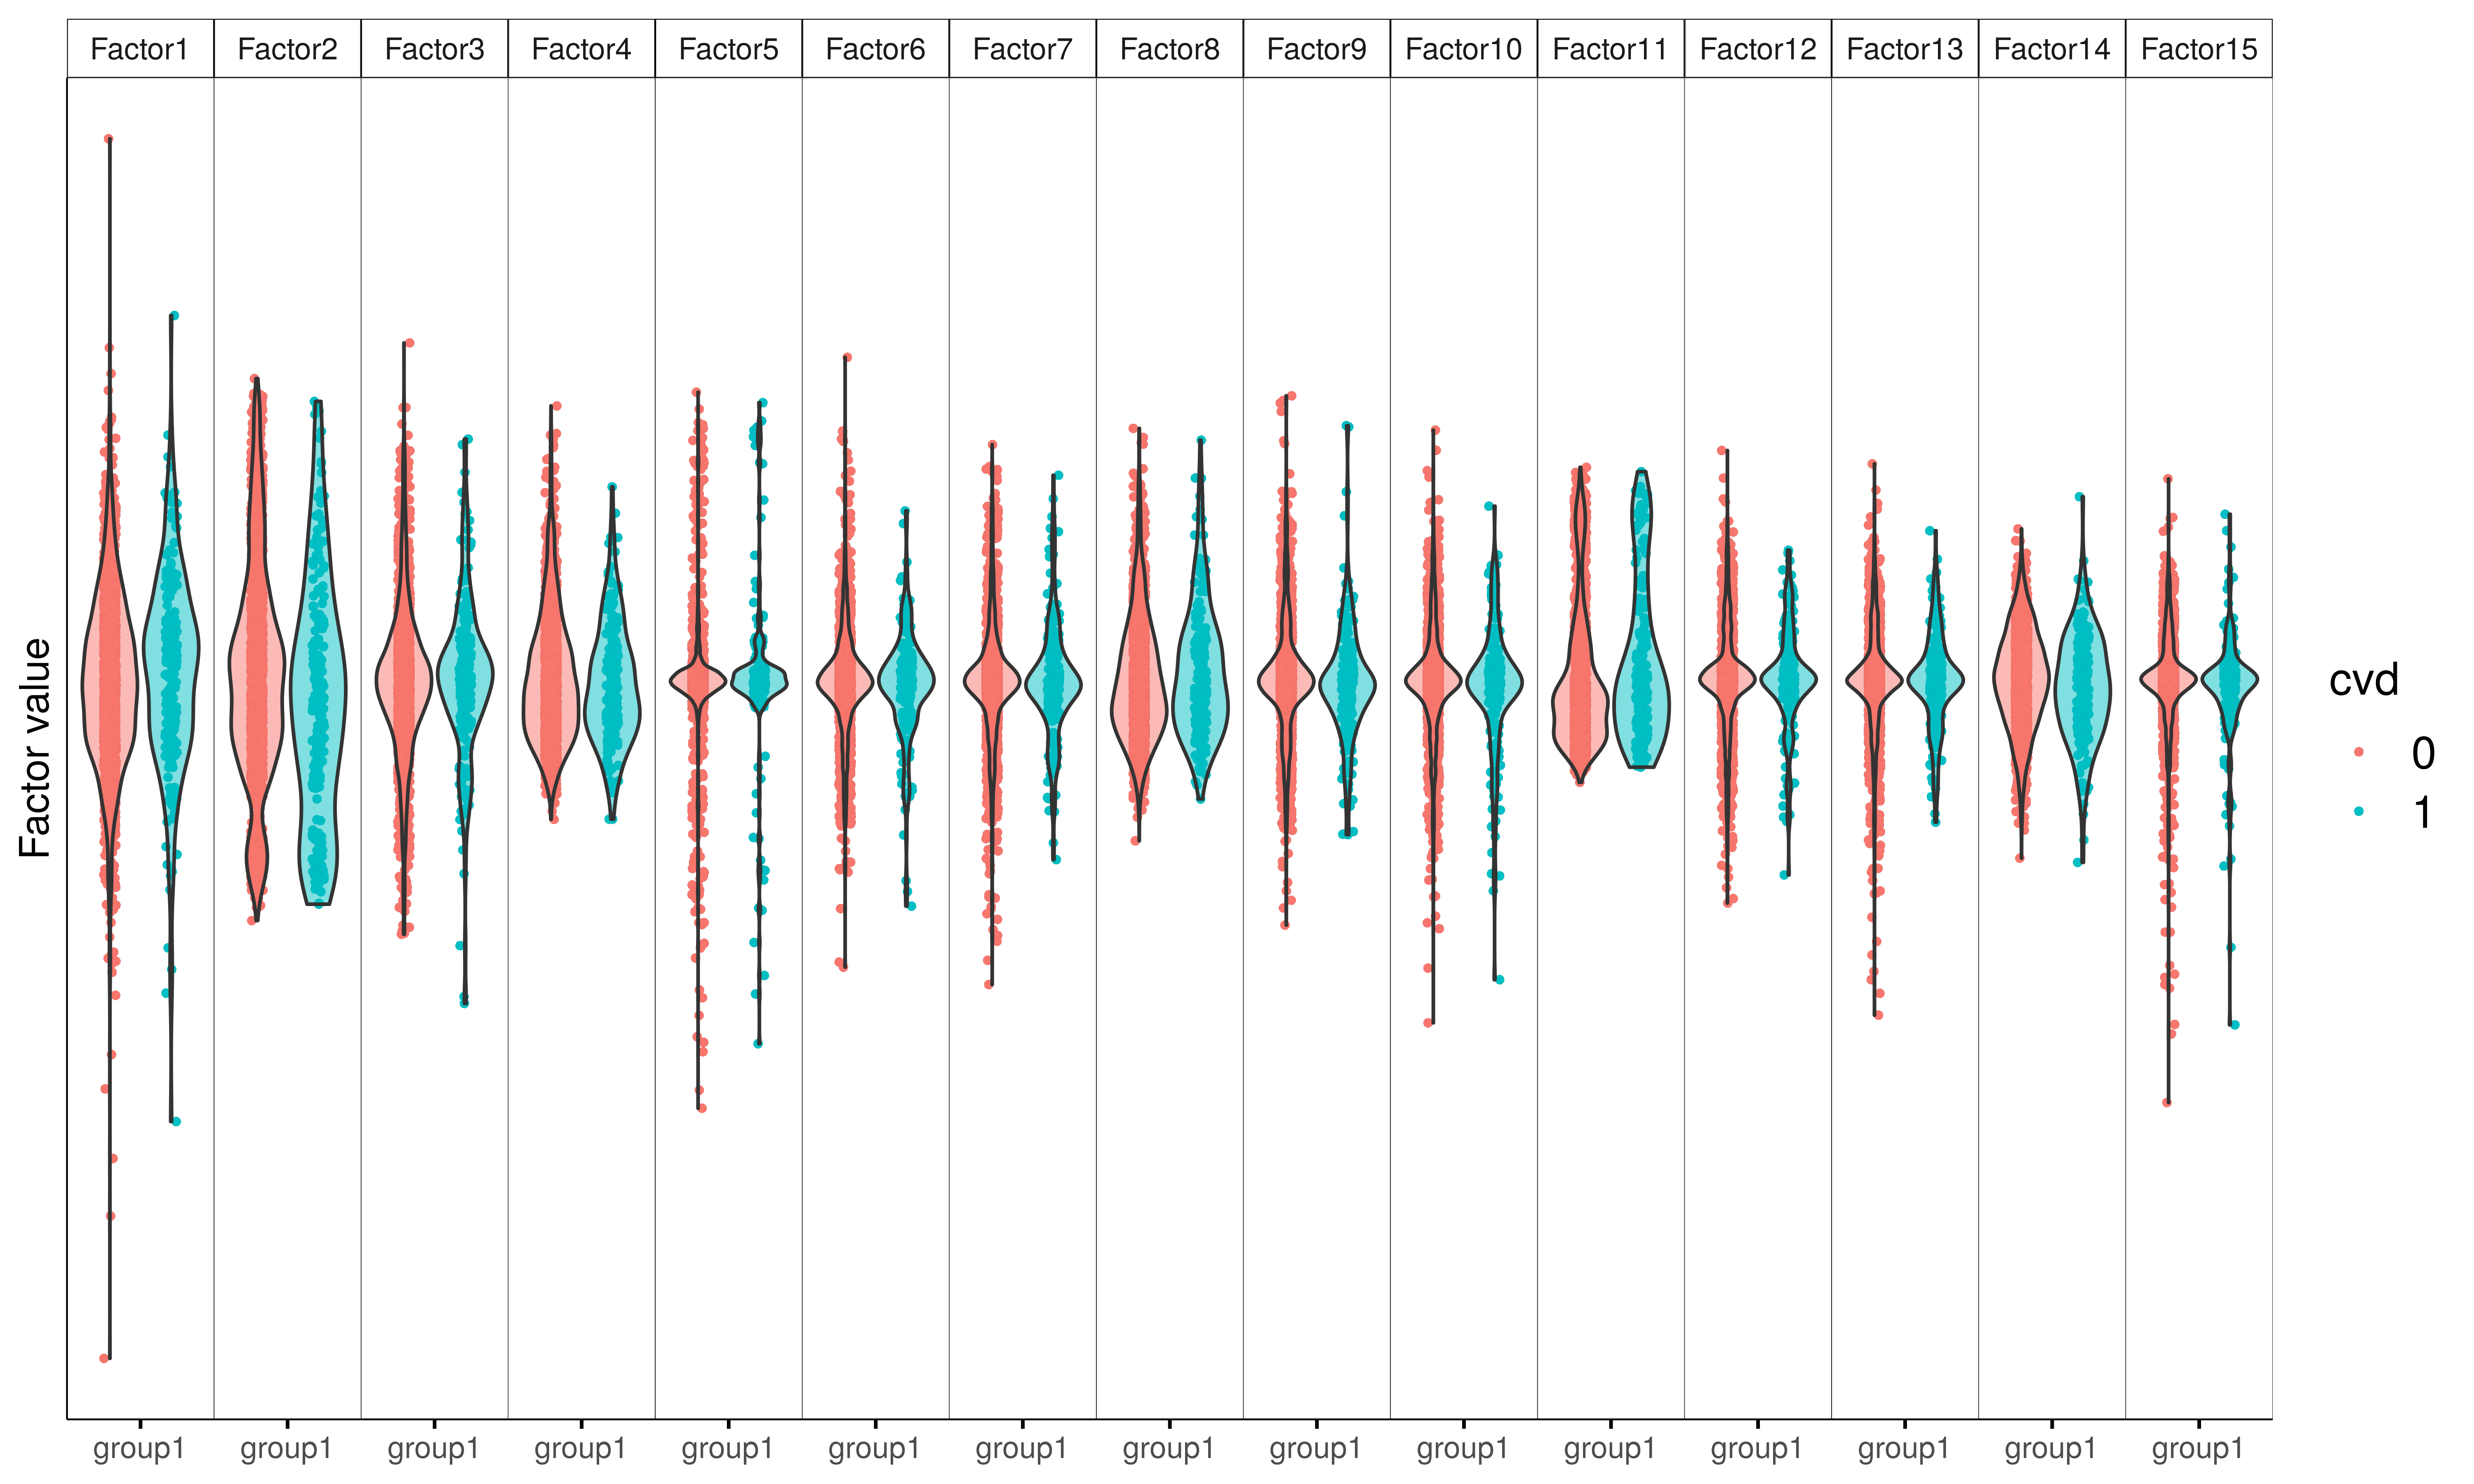 Factor1 Factor2 Factor3 Factor4 Factor5 Factor6 Factor7 Factor8 Factor9 Factor10 Factor11 Factor12 Factor13 Factor14 Factor15
Factor value
cvd
0
1
group1 group1 group1 group1 group1 group1 group1 group1 group1 group1 group1 group1 group1 group1 group1